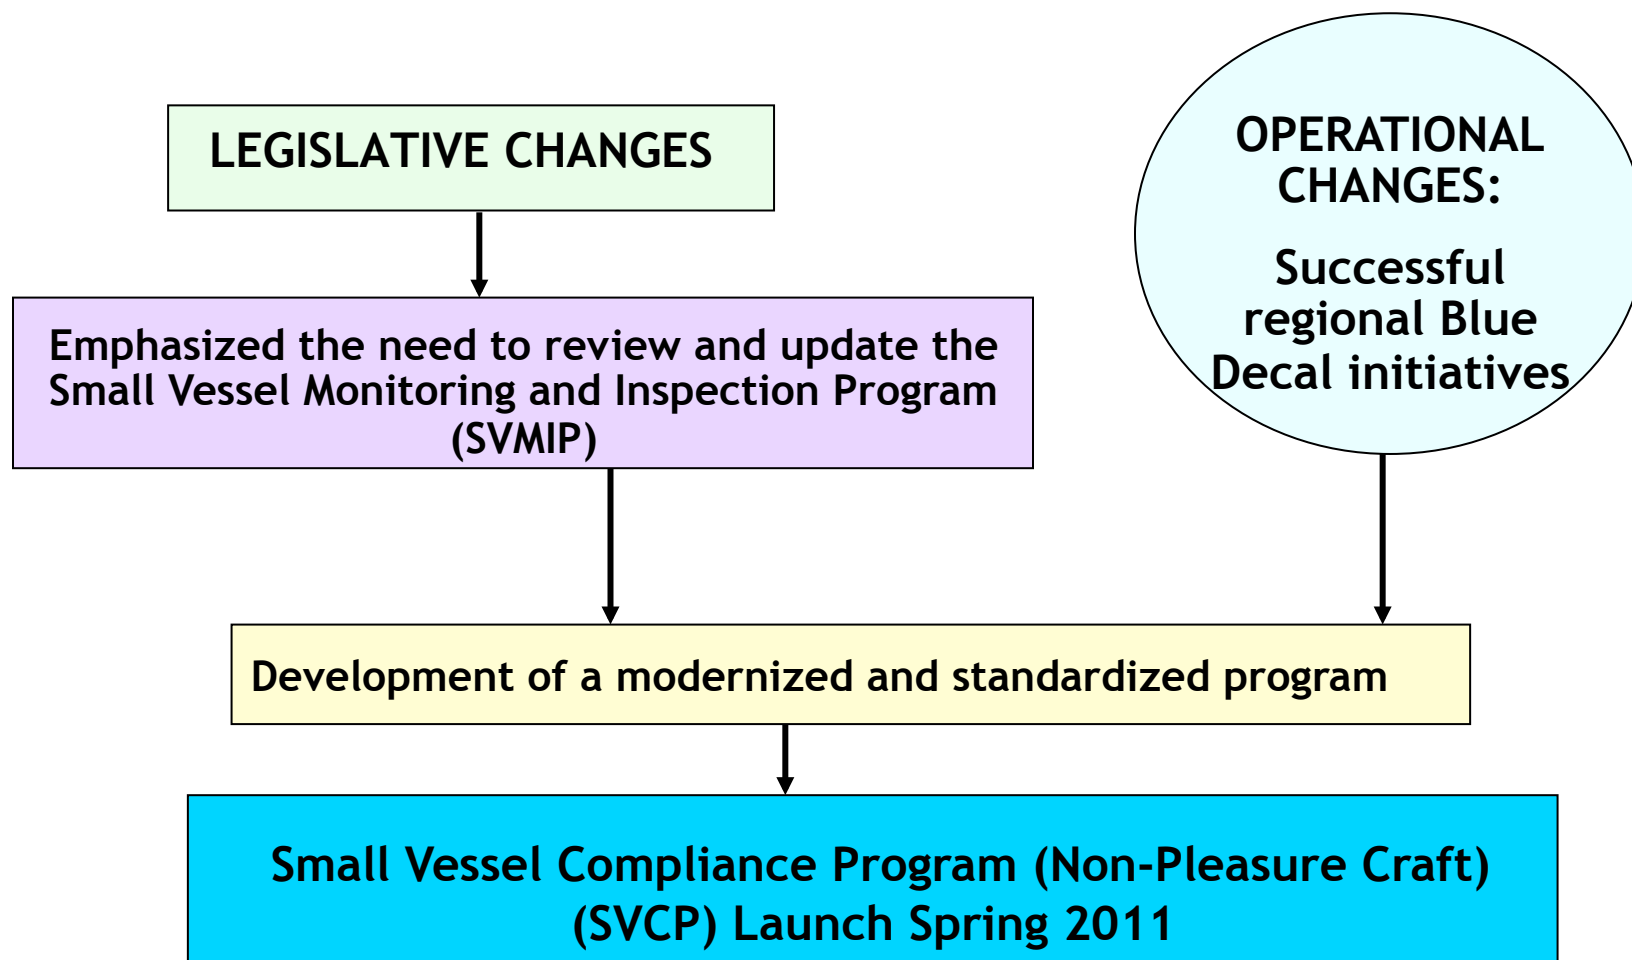 LEGISLATIVE CHANGES
Emphasized the need to review and update the
Small Vessel Monitoring and Inspection Program
(SVMIP)
OPERATIONAL
CHANGES:
Successful
regional Blue
Decal initiatives
Development of a modernized and standardized program
Small Vessel Compliance Program (Non-Pleasure Craft)
(SVCP) Launch Spring 2011